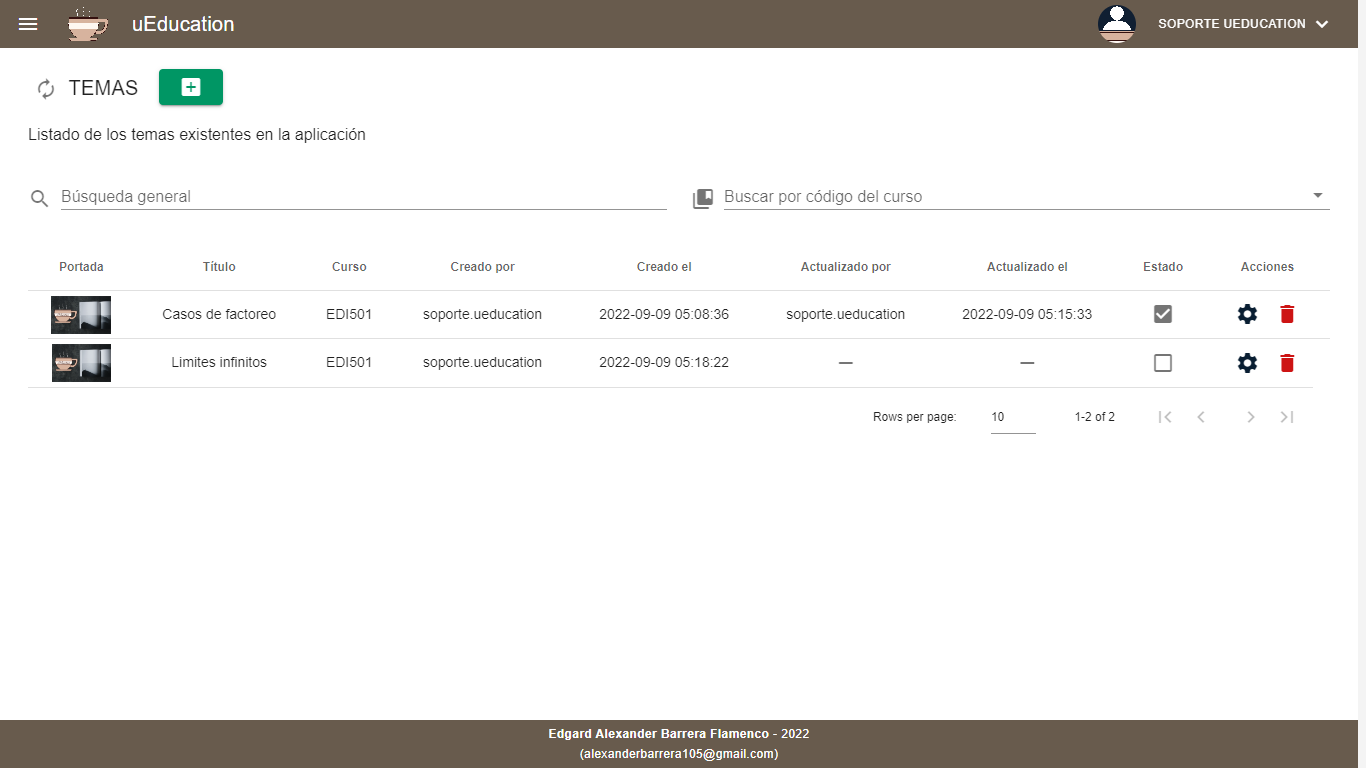 uEducation
SOPORTE UEDUCATION
TEMAS
Listado de los temas existentes en la aplicación
Búsqueda general
Buscar por código del curso
Portada Título Curso Creado por Creado el Actualizado por Actualizado el Estado Acciones
Casos de factoreo EDI501 soporte.ueducation 2022-09-09 05:08:36 soporte.ueducation 2022-09-09 05:15:33
Limites infinitos EDI501 soporte.ueducation 2022-09-09 05:18:22 — —
Rows per page: 10 1-2 of 2
Edgard Alexander Barrera Flamenco - 2022
(alexanderbarrera105@gmail.com)